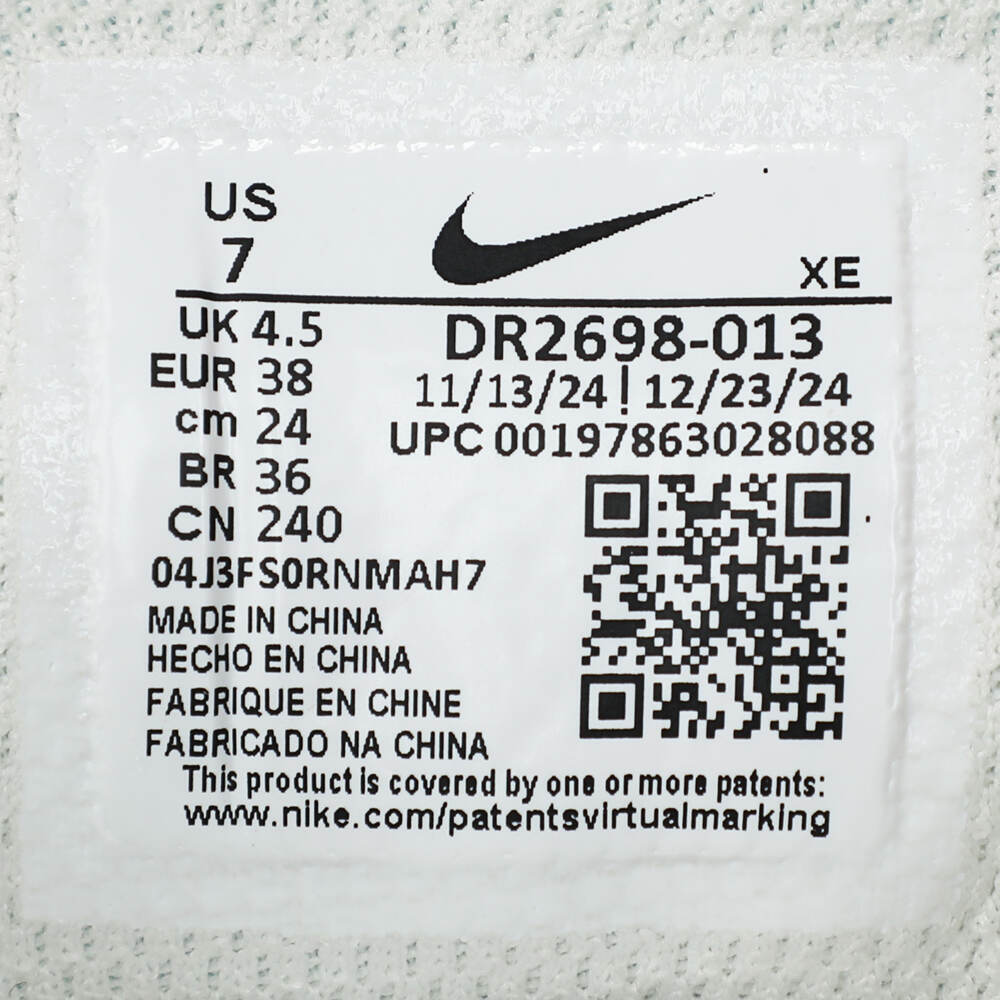 US
7
XE
UK 4.5
EUR 38
cm 24
BR 36
CN 240
DR2698-013
11/13/24 | 12/23/24
UPC 00197863028088
04J3FS0RNMAH7
MADE IN CHINA
HECHO EN CHINA
FABRIQUE EN CHINE
FABRICADO NA CHINA
This product is covered by one or more patents:
www.nike.com/patentsvirtualmarking